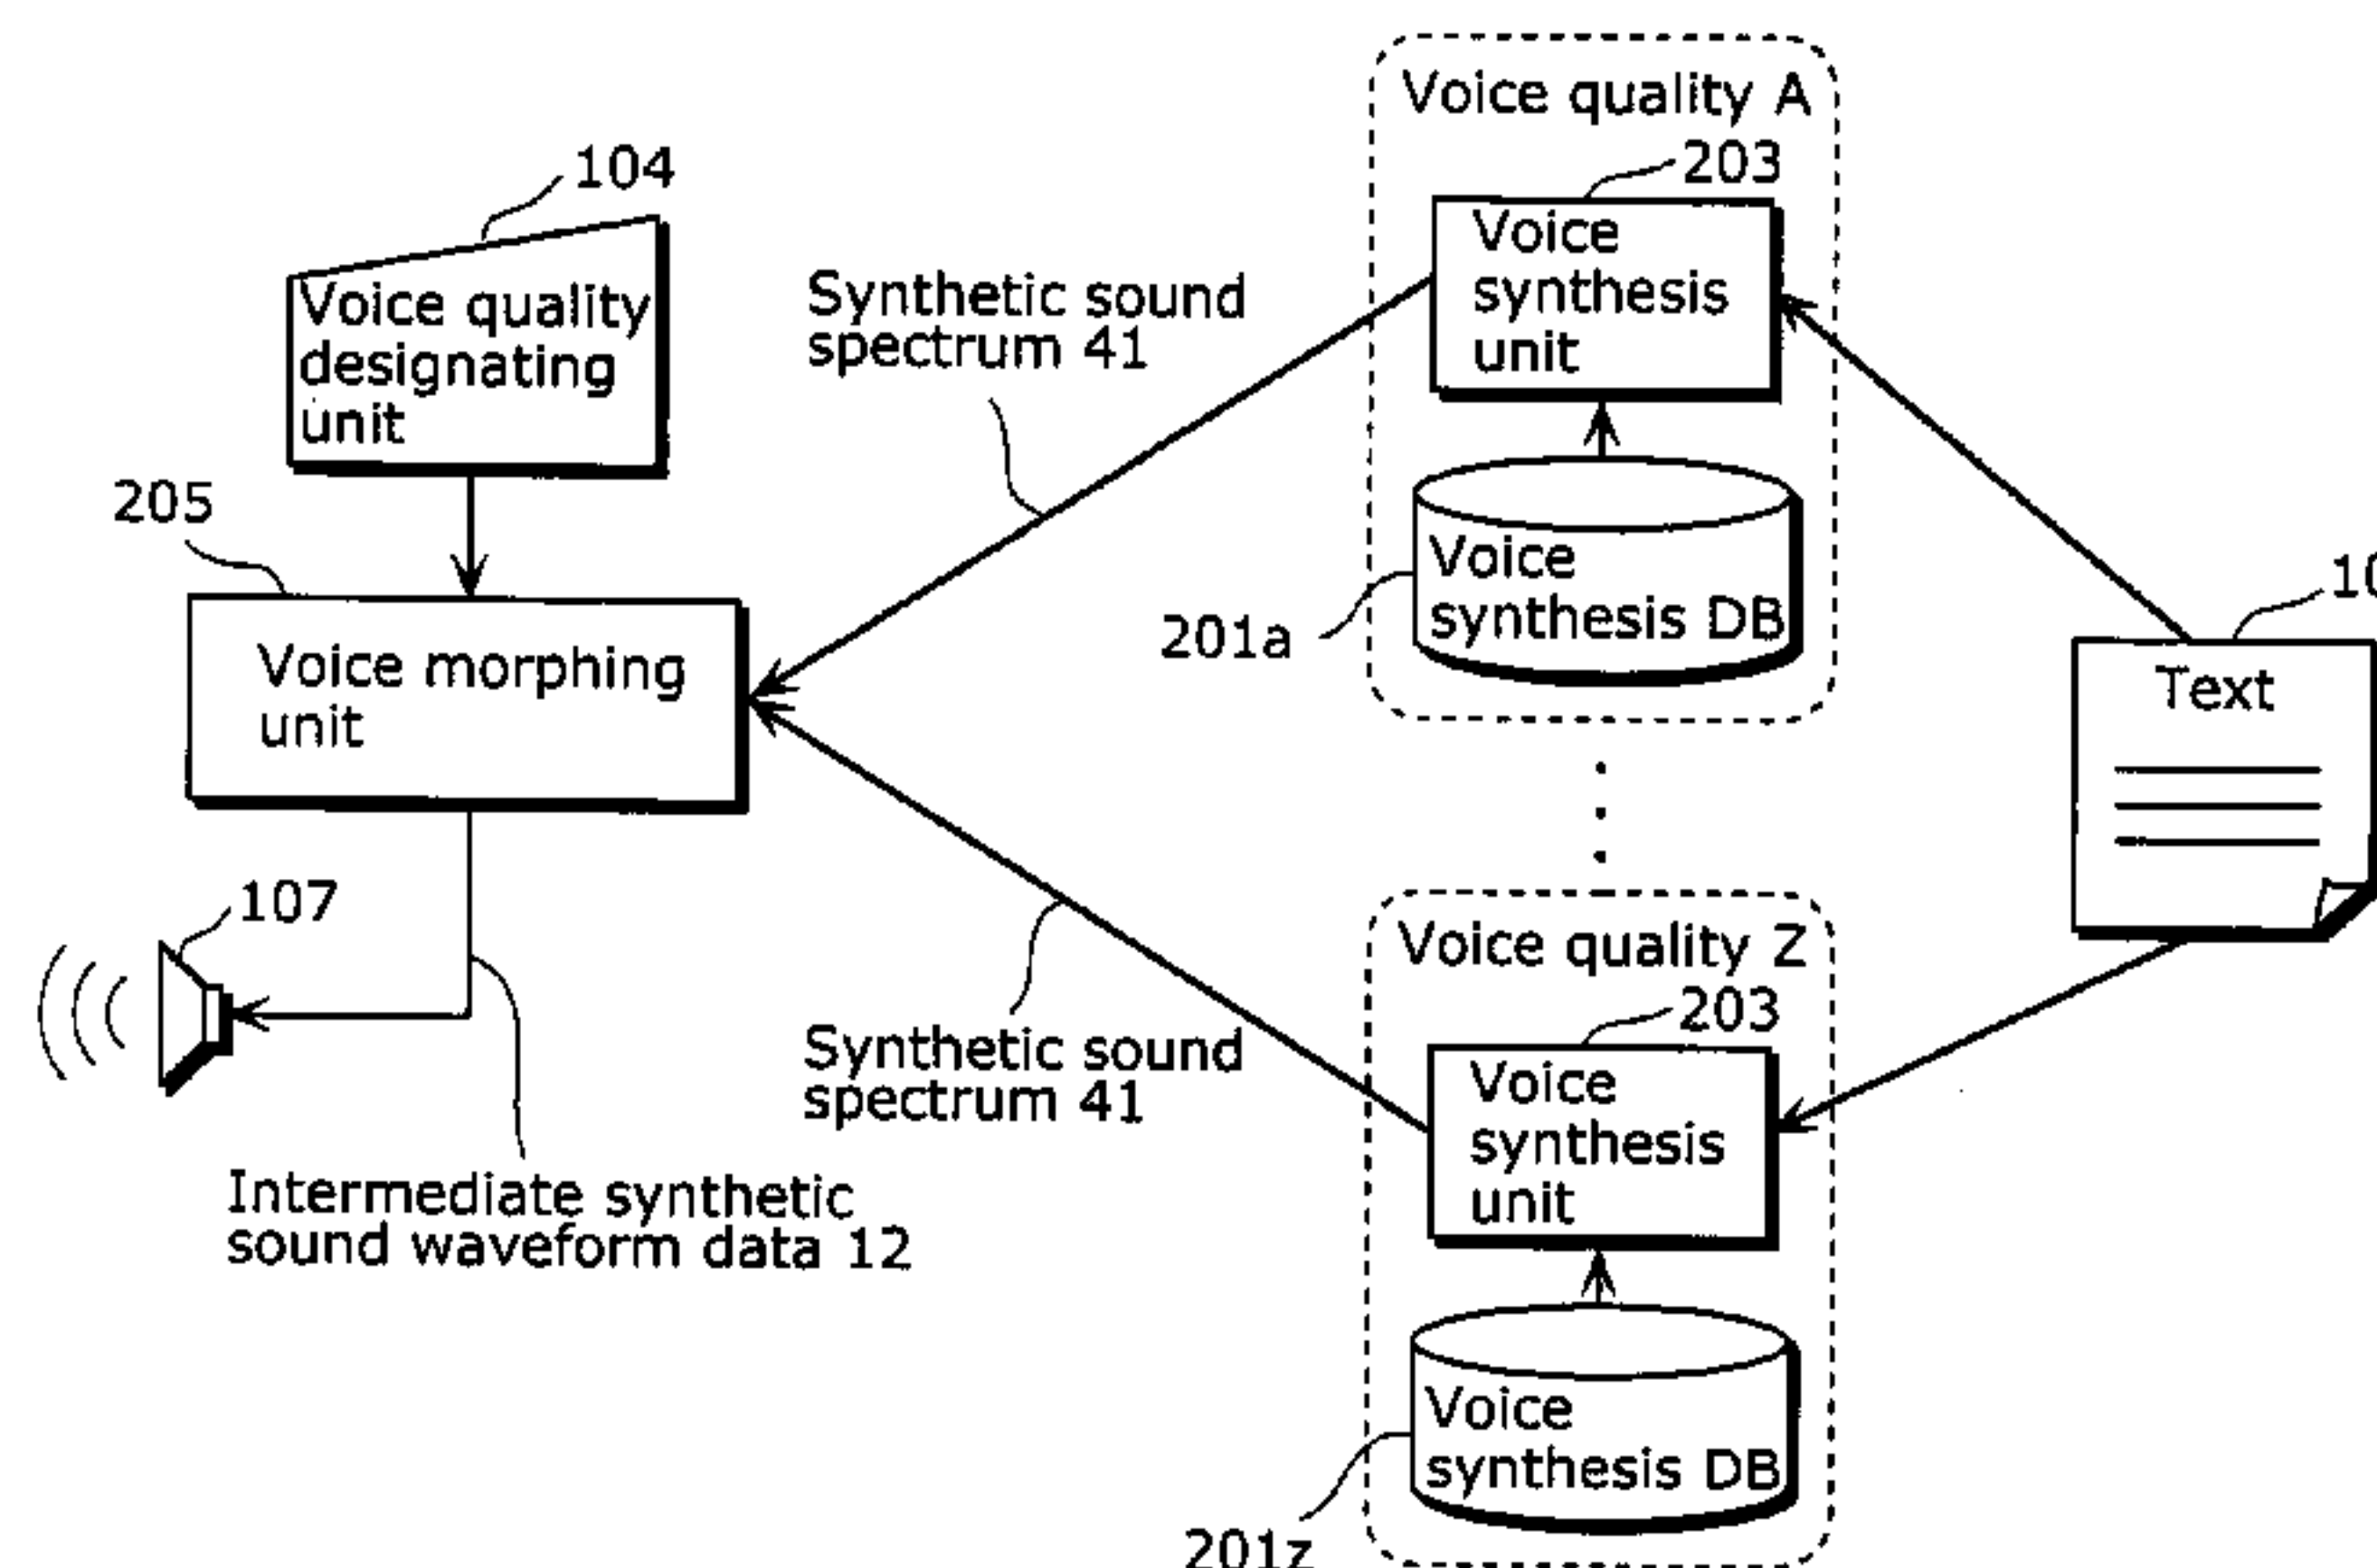 Voice quality A
104
203
Voice
synthesis
unit
Voice quality
designating
unit
Synthetic sound
spectrum 41
205
Voice
synthesis DB
201a
Text
Voice morphing
unit
107
Voice quality Z
203
Synthetic sound
spectrum 41
Voice
synthesis
unit
Intermediate synthetic
sound waveform data 12
Voice
synthesis DB
201z